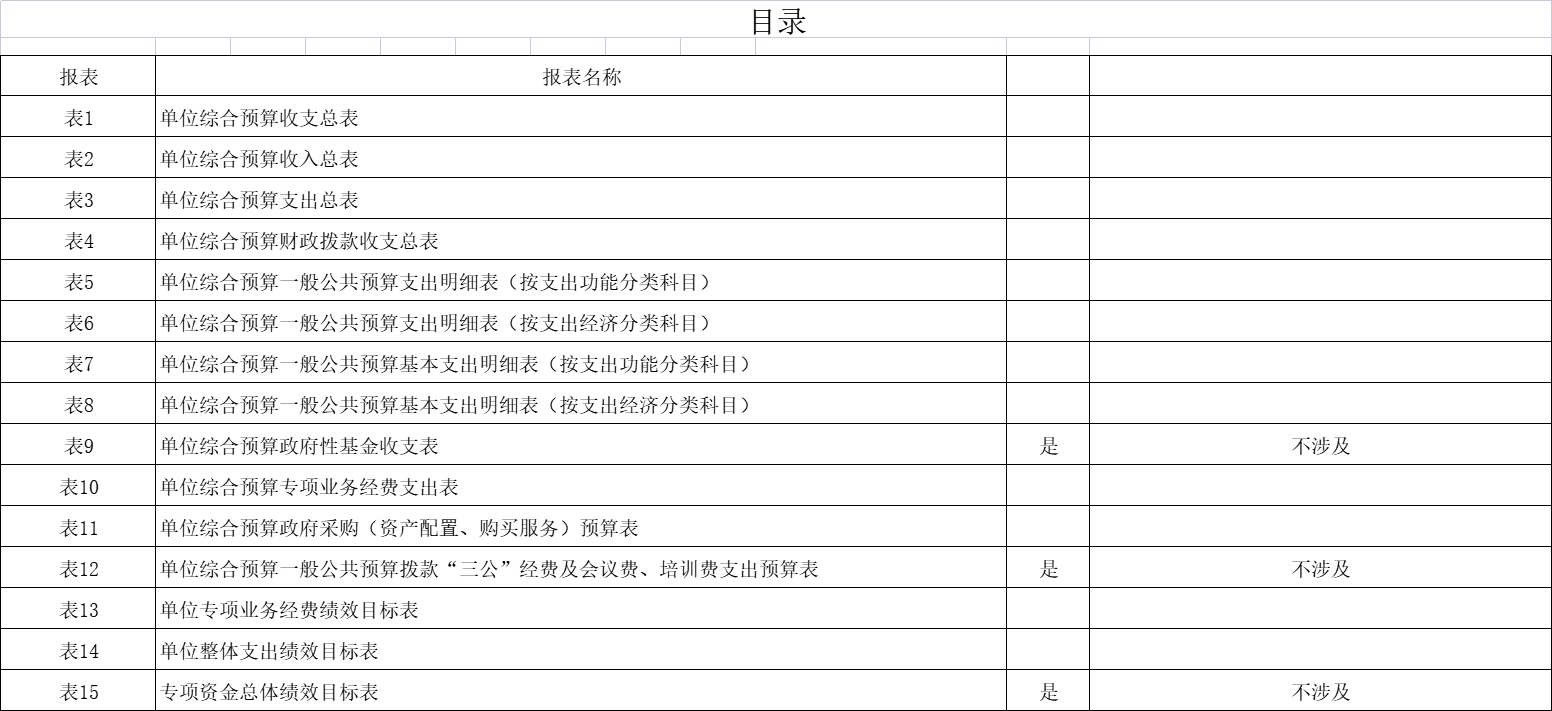 目录
报表 报表名称
表1 单位综合预算收支总表
表2 单位综合预算收入总表
表3 单位综合预算支出总表
表4 单位综合预算财政拨款收支总表
表5 单位综合预算一般公共预算支出明细表（按支出功能分类科目）
表6 单位综合预算一般公共预算支出明细表（按支出经济分类科目）
表7 单位综合预算一般公共预算基本支出明细表（按支出功能分类科目）
表8 单位综合预算一般公共预算基本支出明细表（按支出经济分类科目）
表9 单位综合预算政府性基金收支表 是 不涉及
表10 单位综合预算专项业务经费支出表
表11 单位综合预算政府采购（资产配置、购买服务）预算表
表12 单位综合预算一般公共预算拨款“三公”经费及会议费、培训费支出预算表 是 不涉及
表13 单位专项业务经费绩效目标表
表14 单位整体支出绩效目标表
表15 专项资金总体绩效目标表 是 不涉及